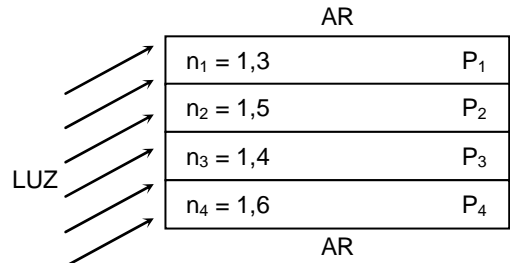 AR
n₁ = 1,3 P₁
n₂ = 1,5 P₂
n₃ = 1,4 P₃
LUZ
n₄ = 1,6 P₄
AR